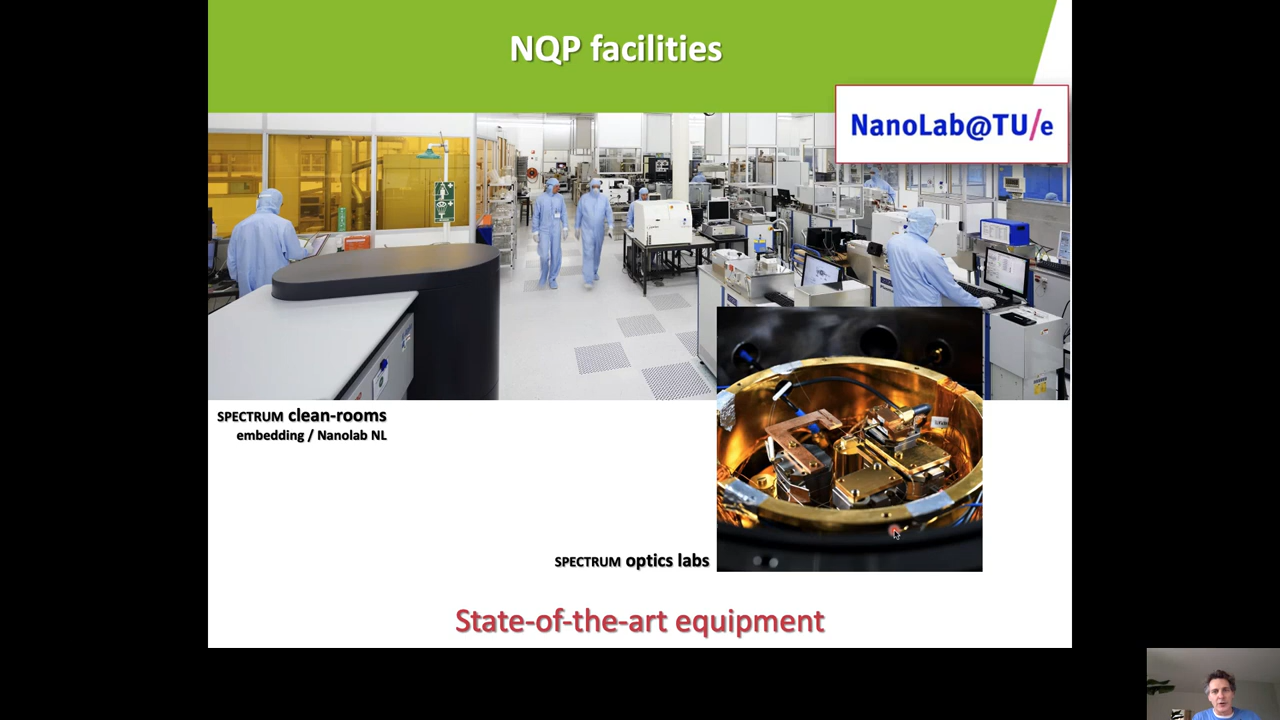 NQP facilities
NanoLab@TU/e
SPECTRUM clean-rooms
embedding / Nanolab NL
SPECTRUM optics labs
State-of-the-art equipment